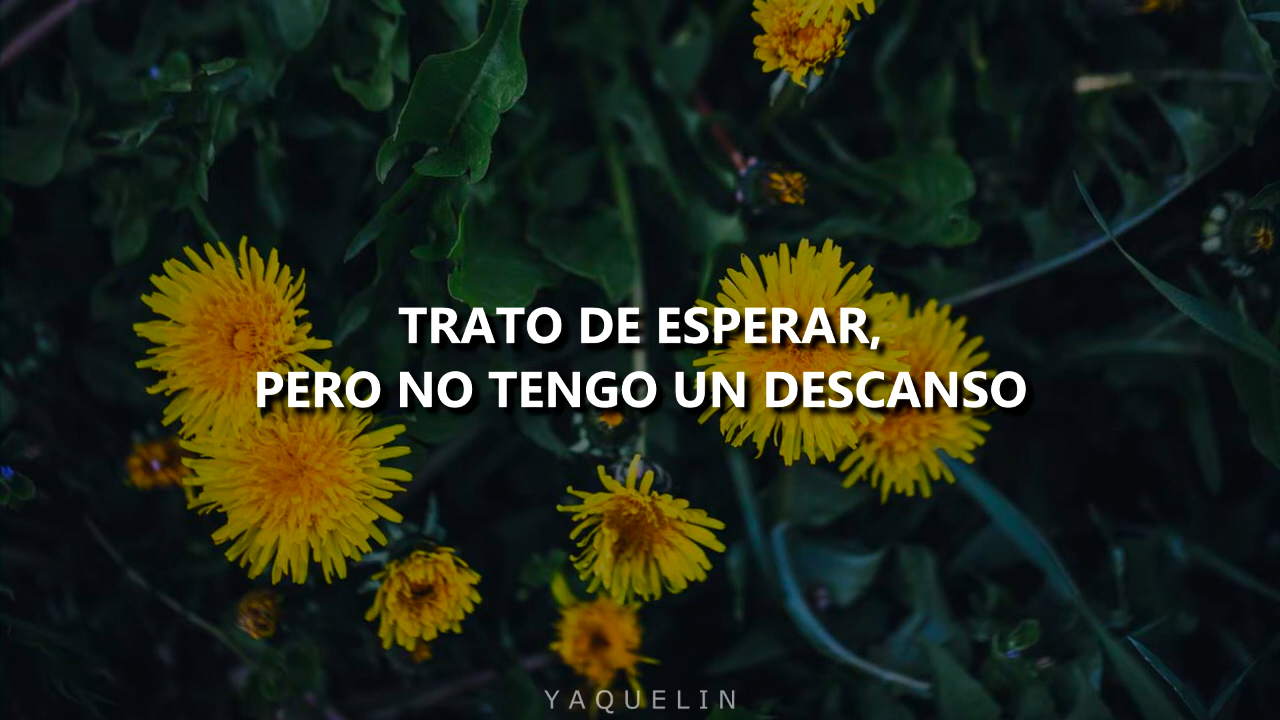 TRATO DE ESPERAR,
PERO NO TENGO UN DESCANSO
YAQUELIN